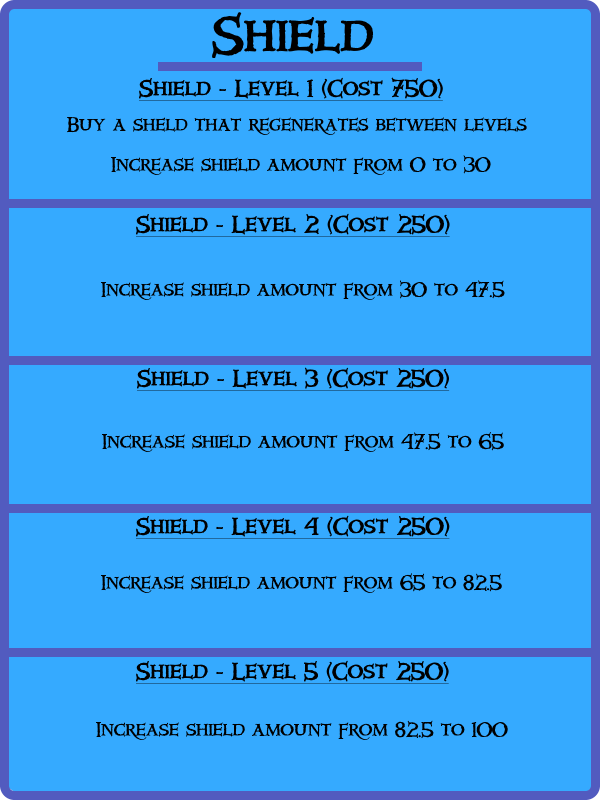 Shield
Shield - Level 1 (Cost 750)
Buy a sheld that regenerates between levels
Increase shield amount from 0 to 30
Shield - Level 2 (Cost 250)
Increase shield amount from 30 to 47.5
Shield - Level 3 (Cost 250)
Increase shield amount from 47.5 to 65
Shield - Level 4 (Cost 250)
Increase shield amount from 65 to 82.5
Shield - Level 5 (Cost 250)
Increase shield amount from 82.5 to 100